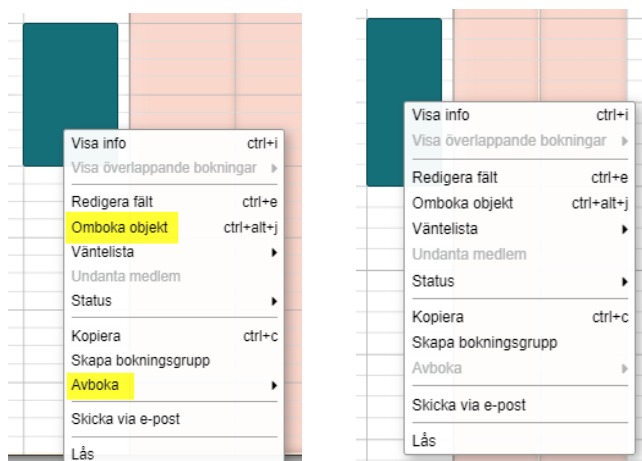 Visa info ctrl+i
Visa överlappande bokningar
Redigera fält ctrl+e
Omboka objekt ctrl+alt+j
Väntelista
Undanta medlem
Status
Kopiera ctrl+c
Skapa bokningsgrupp
Avboka
Skicka via e-post
Lås
Visa info ctrl+i
Visa överlappande bokningar
Redigera fält ctrl+e
Omboka objekt ctrl+alt+j
Väntelista
Undanta medlem
Status
Kopiera ctrl+c
Skapa bokningsgrupp
Avboka
Skicka via e-post
Lås